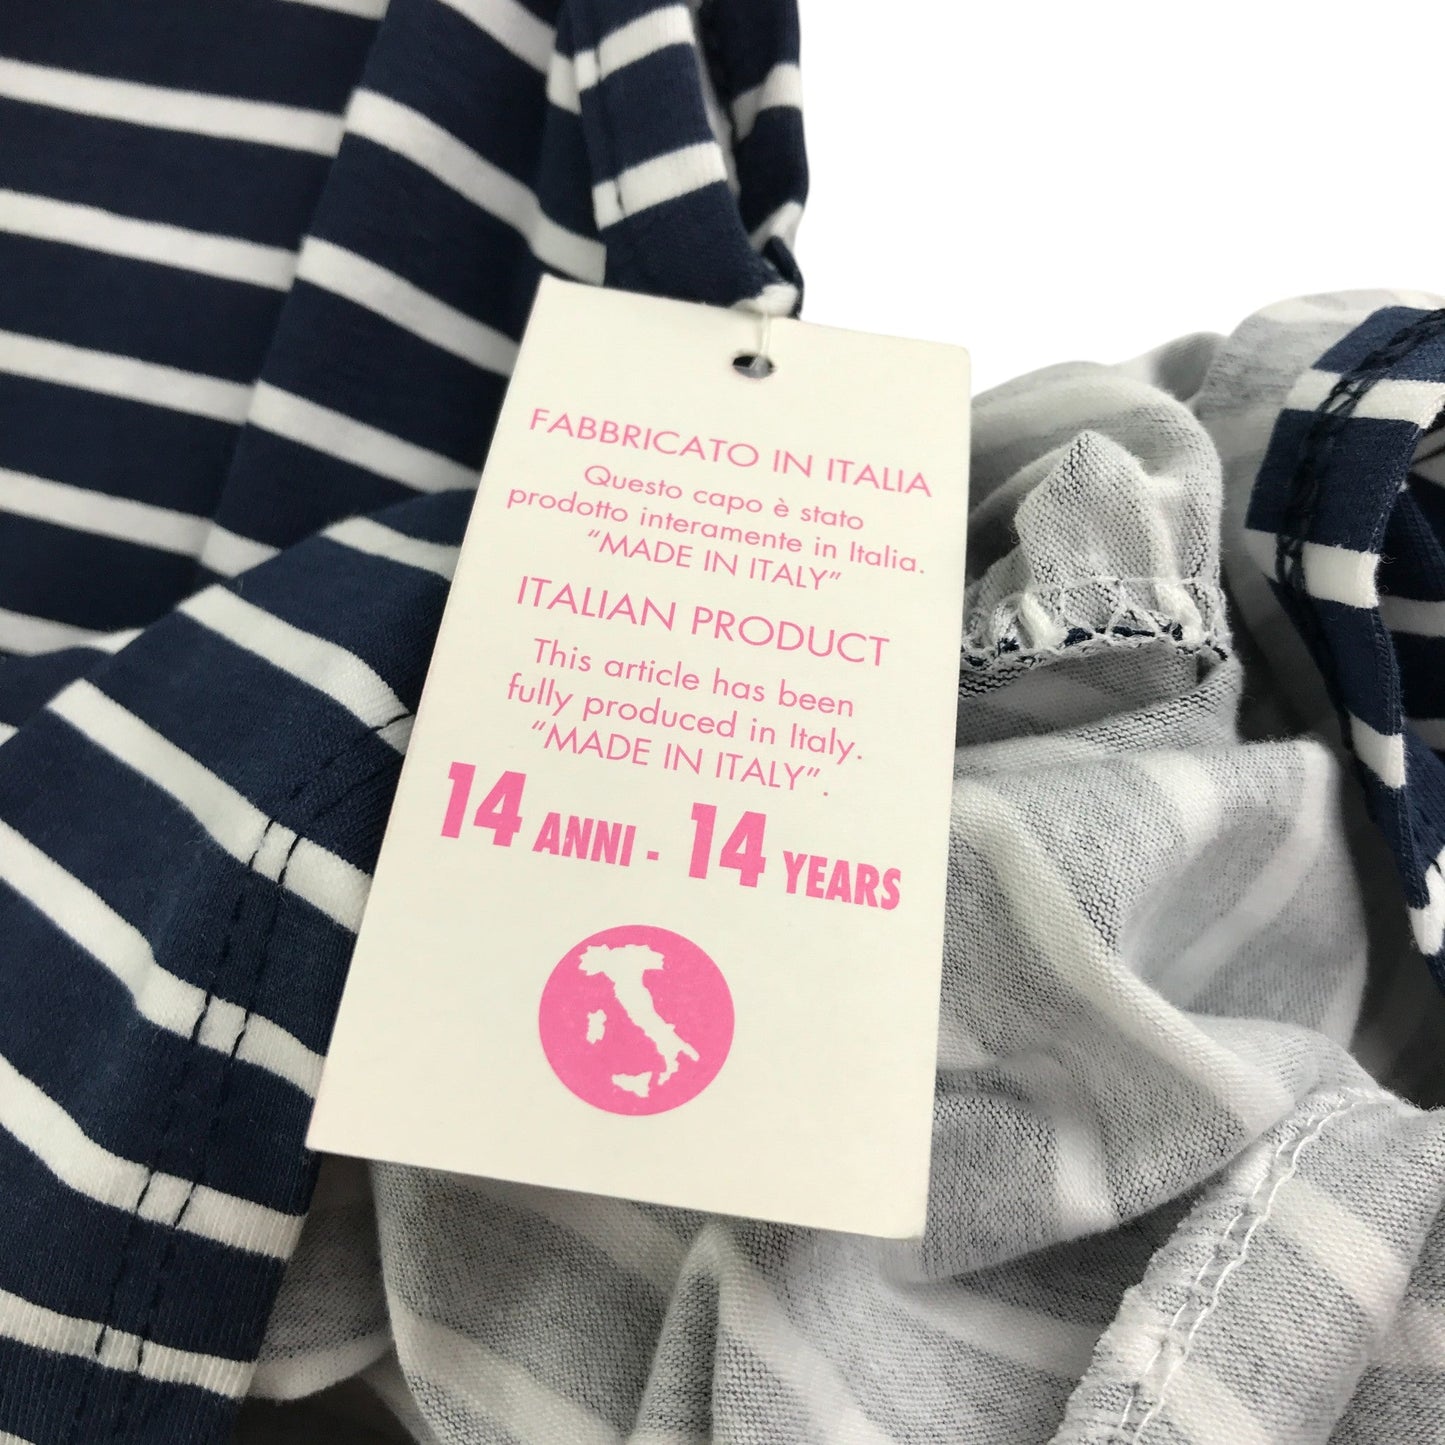 FABBRICATO IN ITALIA
Questo capo è stato
prodotto interamente in Italia.
“MADE IN ITALY”
ITALIAN PRODUCT
This article has been
fully produced in Italy.
“MADE IN ITALY”.
14 ANNI - 14 YEARS